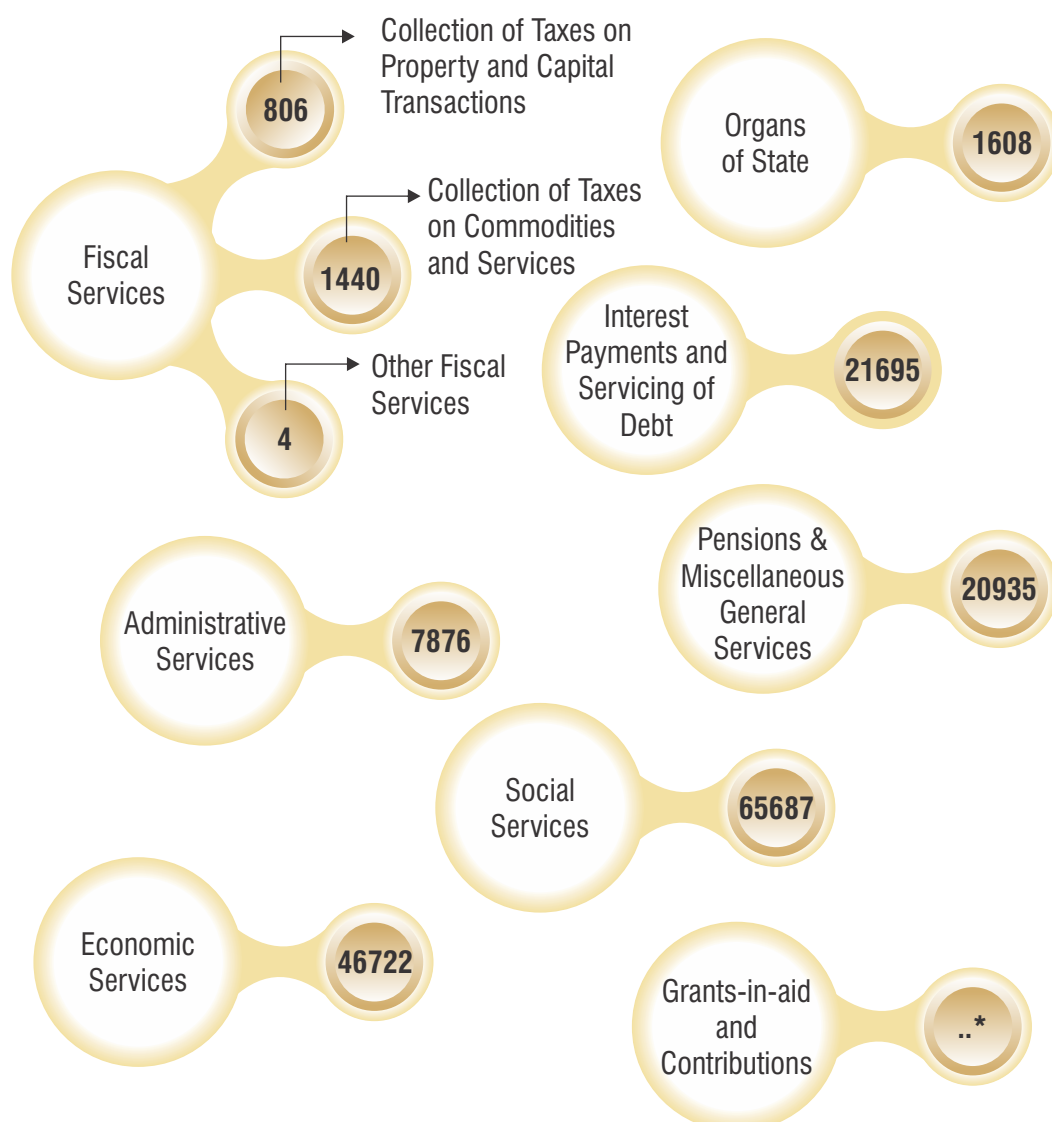 806
Collection of Taxes on
Property and Capital
Transactions
Organs
of State
1608
Fiscal
Services
1440
Collection of Taxes
on Commodities
and Services
Interest
Payments and
Servicing of
Debt
21695
4
Other Fiscal
Services
Pensions &
Miscellaneous
General
Services
20935
Administrative
Services
7876
Social
Services
65687
Economic
Services
46722
Grants-in-aid
and
Contributions
..*